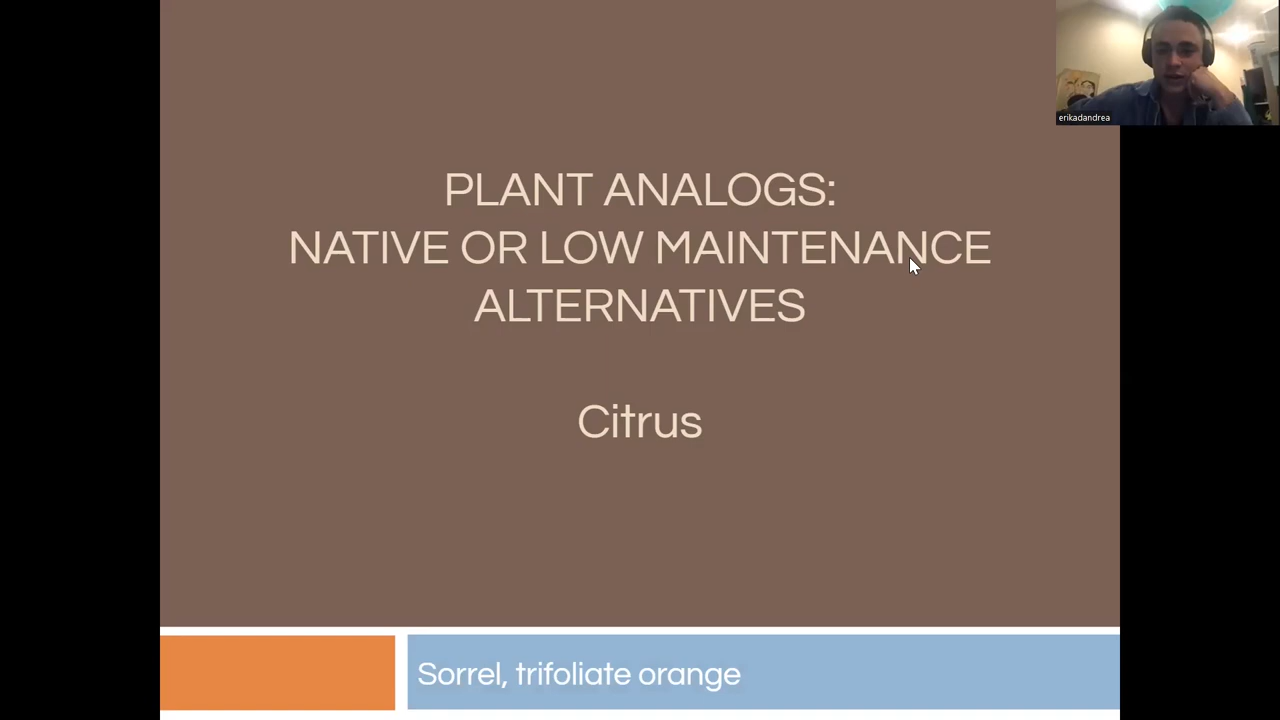 erikadandrea
PLANT ANALOGS:
NATIVE OR LOW MAINTENANCE
ALTERNATIVES
Citrus
Sorrel, trifoliate orange